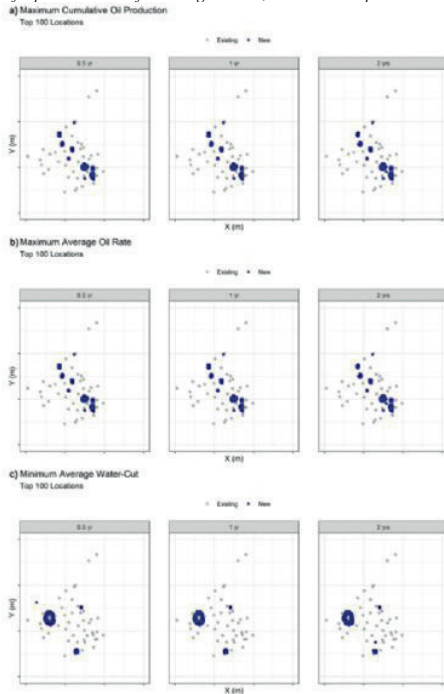 a) Maximum Cumulative Oil Production
Top 100 Locations
Existing New
0.5 yr 1 yr 2 yrs
Y (m)
X (m)
b) Maximum Average Oil Rate
Top 100 Locations
Existing New
0.5 yr 1 yr 2 yrs
Y (m)
X (m)
c) Minimum Average Water-Cut
Top 100 Locations
Existing New
0.5 yr 1 yr 2 yrs
Y (m)
X (m)